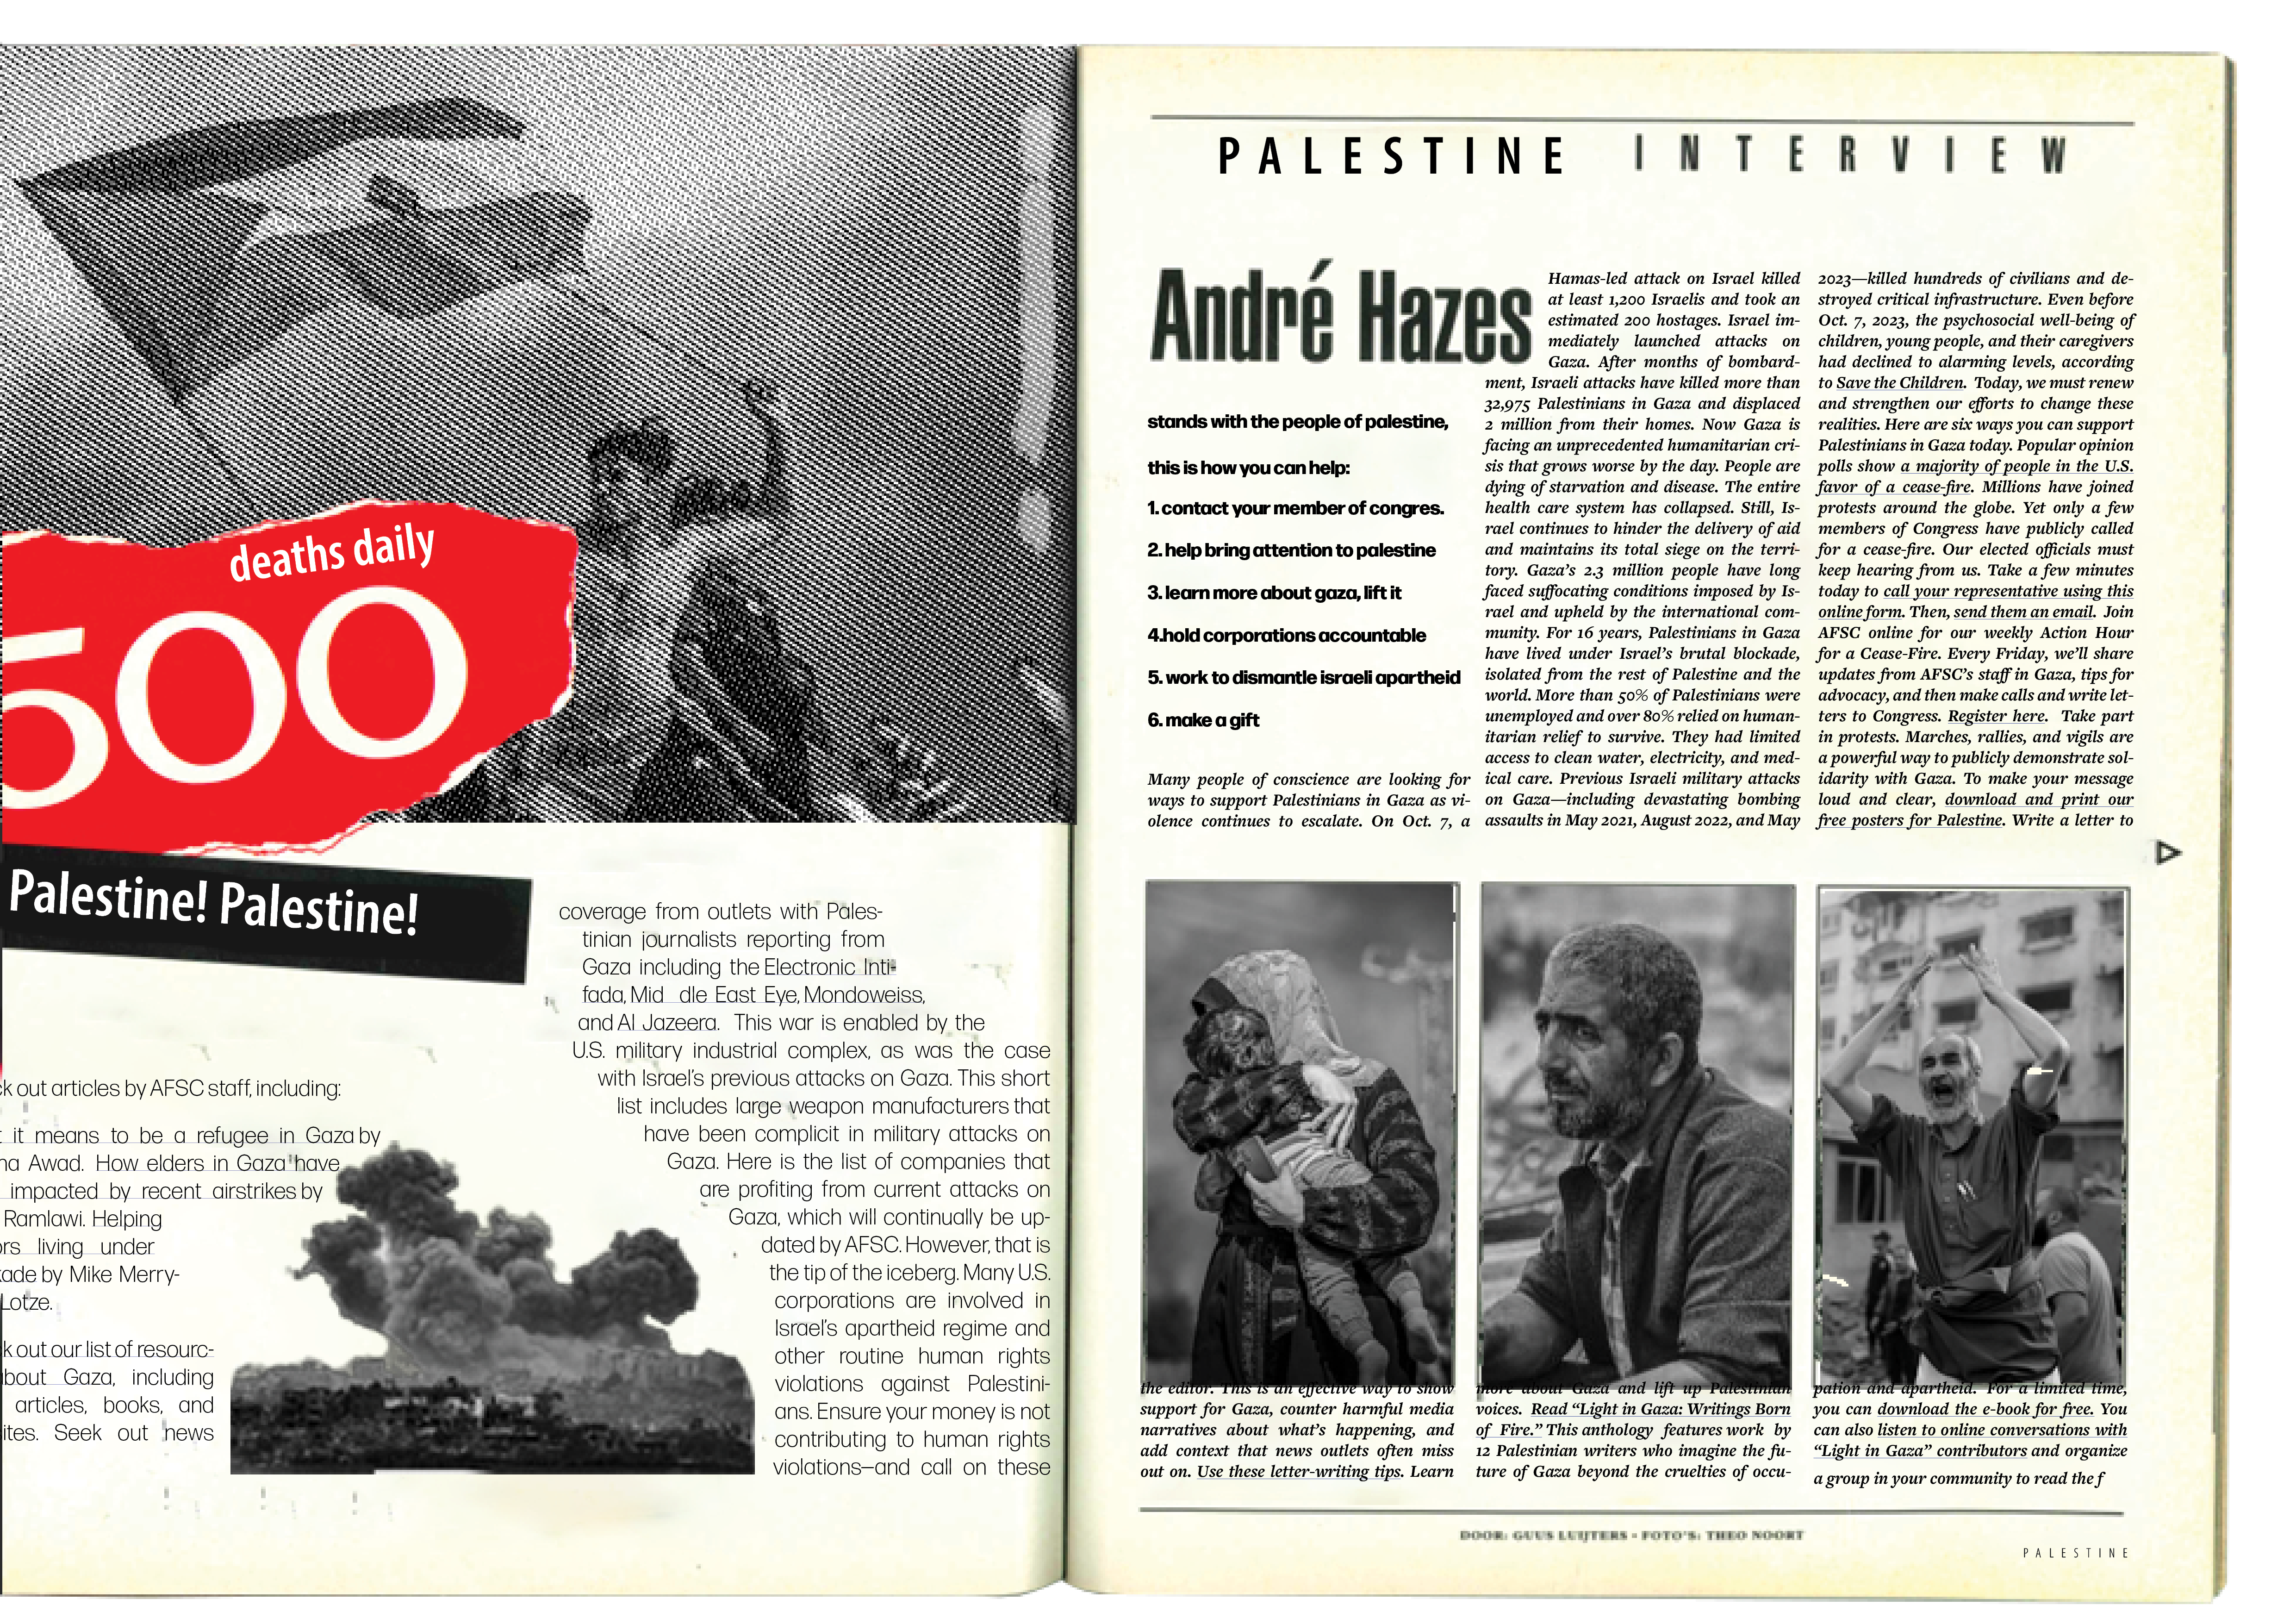 deaths daily
500
Palestine! Palestine!
k out articles by AFSC staff, including:
t it means to be a refugee in Gaza by
na Awad. How elders in Gaza have
impacted by recent airstrikes by
Ramlawi. Helping
ors living under
kade by Mike Merry-
Lotze.
k out our list of resourc-
bout Gaza, including
articles, books, and
ites. Seek out news
coverage from outlets with Pales-
tinian journalists reporting from
Gaza including the Electronic Inti-
fada, Mid dle East Eye, Mondoweiss,
and Al Jazeera. This war is enabled by the
U.S. military industrial complex, as was the case
with Israel's previous attacks on Gaza. This short
list includes large weapon manufacturers that
have been complicit in military attacks on
Gaza. Here is the list of companies that
are profiting from current attacks on
Gaza, which will continually be up-
dated by AFSC. However, that is
the tip of the iceberg. Many U.S.
corporations are involved in
Israel's apartheid regime and
other routine human rights
violations against Palestini-
ans. Ensure your money is not
contributing to human rights
violations—and call on these
PALESTINE INTERVIEW
André Hazes
stands with the people of palestine,
this is how you can help:
1. contact your member of congres.
2. help bring attention to palestine
3. learn more about gaza, lift it
4.hold corporations accountable
5. work to dismantle israeli apartheid
6. make a gift
Many people of conscience are looking for
ways to support Palestinians in Gaza as vi-
olence continues to escalate. On Oct. 7, a
Hamas-led attack on Israel killed
at least 1,200 Israelis and took an
estimated 200 hostages. Israel im-
mediately launched attacks on
Gaza. After months of bombard-
ment, Israeli attacks have killed more than
32,975 Palestinians in Gaza and displaced
2 million from their homes. Now Gaza is
facing an unprecedented humanitarian cri-
sis that grows worse by the day. People are
dying of starvation and disease. The entire
health care system has collapsed. Still, Is-
rael continues to hinder the delivery of aid
and maintains its total siege on the terri-
tory. Gaza's 2.3 million people have long
faced suffocating conditions imposed by Is-
rael and upheld by the international com-
munity. For 16 years, Palestinians in Gaza
have lived under Israel's brutal blockade,
isolated from the rest of Palestine and the
world. More than 50% of Palestinians were
unemployed and over 80% relied on human-
itarian relief to survive. They had limited
access to clean water, electricity, and med-
ical care. Previous Israeli military attacks
on Gaza—including devastating bombing
assaults in May 2021, August 2022, and May
2023—killed hundreds of civilians and de-
stroyed critical infrastructure. Even before
Oct. 7, 2023, the psychosocial well-being of
children, young people, and their caregivers
had declined to alarming levels, according
to Save the Children. Today, we must renew
and strengthen our efforts to change these
realities. Here are six ways you can support
Palestinians in Gaza today. Popular opinion
polls show a majority of people in the U.S.
favor of a cease-fire. Millions have joined
protests around the globe. Yet only a few
members of Congress have publicly called
for a cease-fire. Our elected officials must
keep hearing from us. Take a few minutes
today to call your representative using this
online form. Then, send them an email. Join
AFSC online for our weekly Action Hour
for a Cease-Fire. Every Friday, we'll share
updates from AFSC's staff in Gaza, tips for
advocacy, and then make calls and write let-
ters to Congress. Register here. Take part
in protests. Marches, rallies, and vigils are
a powerful way to publicly demonstrate sol-
idarity with Gaza. To make your message
loud and clear, download and print our
free posters for Palestine. Write a letter to
the editor. This is an effective way to show
support for Gaza, counter harmful media
narratives about what's happening, and
add context that news outlets often miss
out on. Use these letter-writing tips. Learn
more about Gaza and lift up Palestinian
voices. Read “Light in Gaza: Writings Born
of Fire.” This anthology features work by
12 Palestinian writers who imagine the fu-
ture of Gaza beyond the cruelties of occu-
pation and apartheid. For a limited time,
you can download the e-book for free. You
can also listen to online conversations with
“Light in Gaza” contributors and organize
a group in your community to read the f
DOOR: GUUS LUIJTERS - FOTO'S: THEO NOORT
PALESTINE